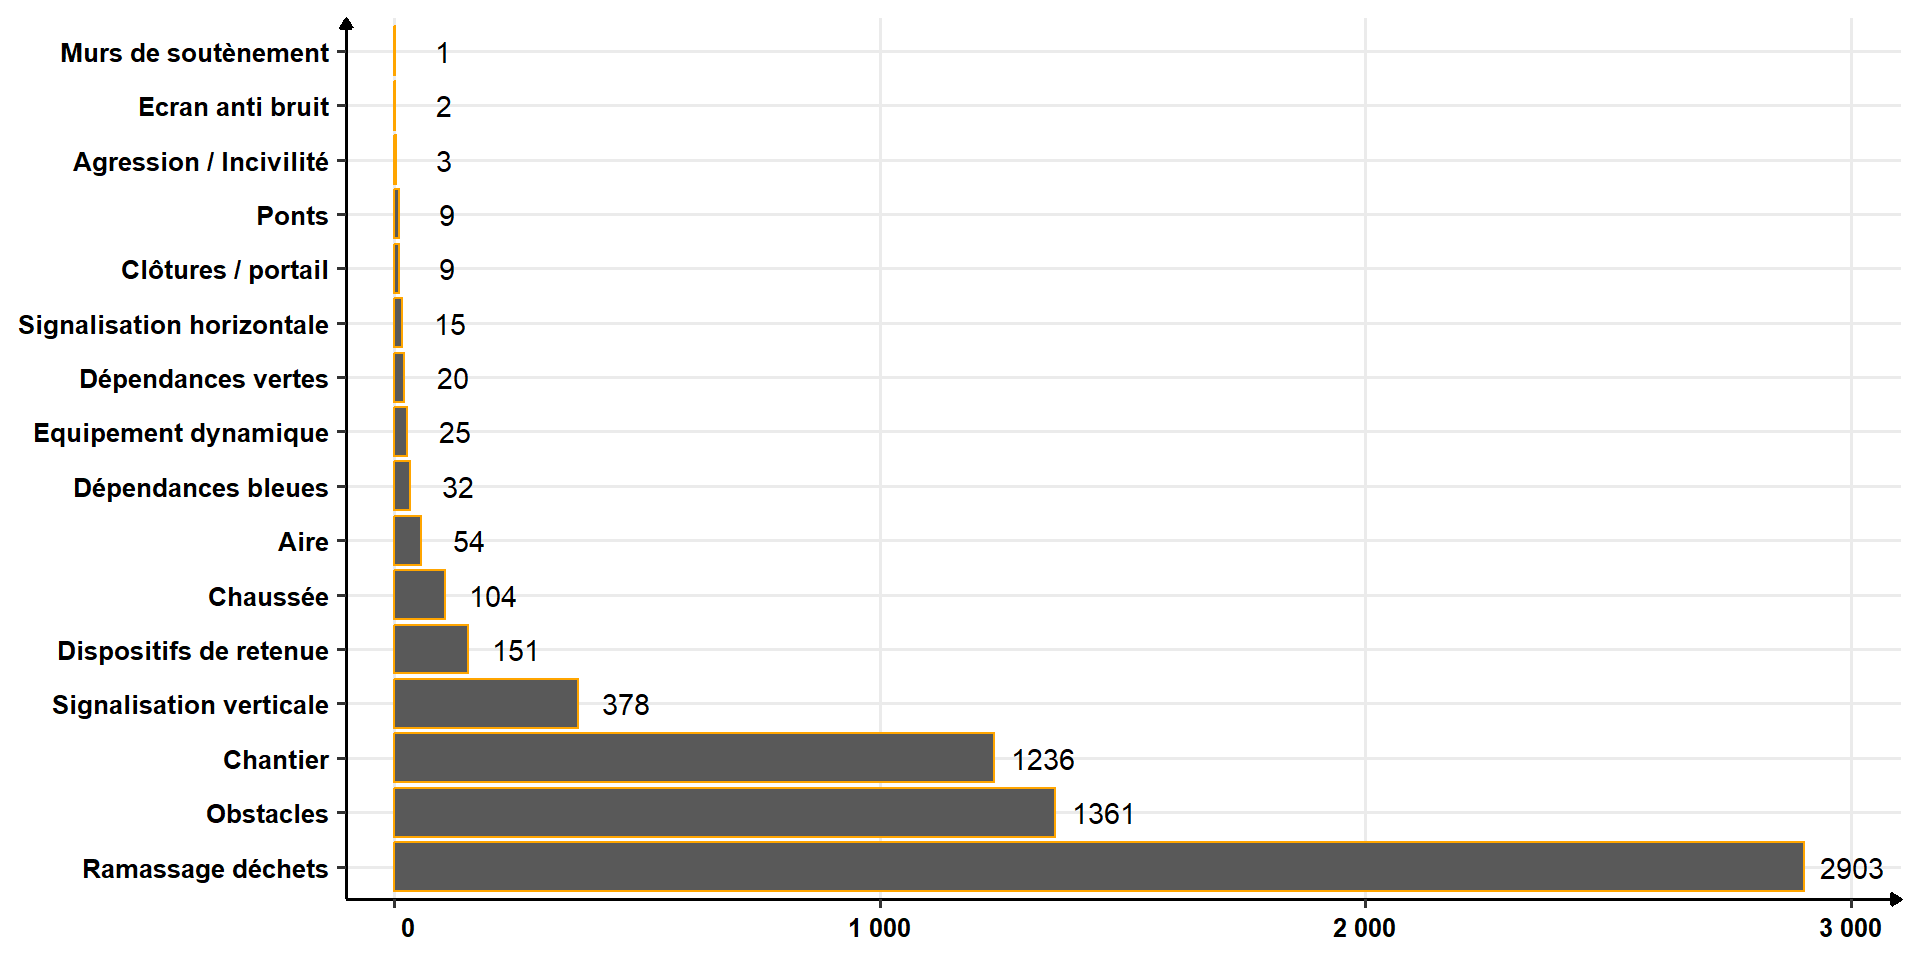 Murs de soutènement 1
Ecran anti bruit 2
Agression / Incivilité 3
Ponts 9
Clôtures / portail 9
Signalisation horizontale 15
Dépendances vertes 20
Equipement dynamique 25
Dépendances bleues 32
Aire 54
Chaussée 104
Dispositifs de retenue 151
Signalisation verticale 378
Chantier 1236
Obstacles 1361
Ramassage déchets 2903
0 1 000 2 000 3 000